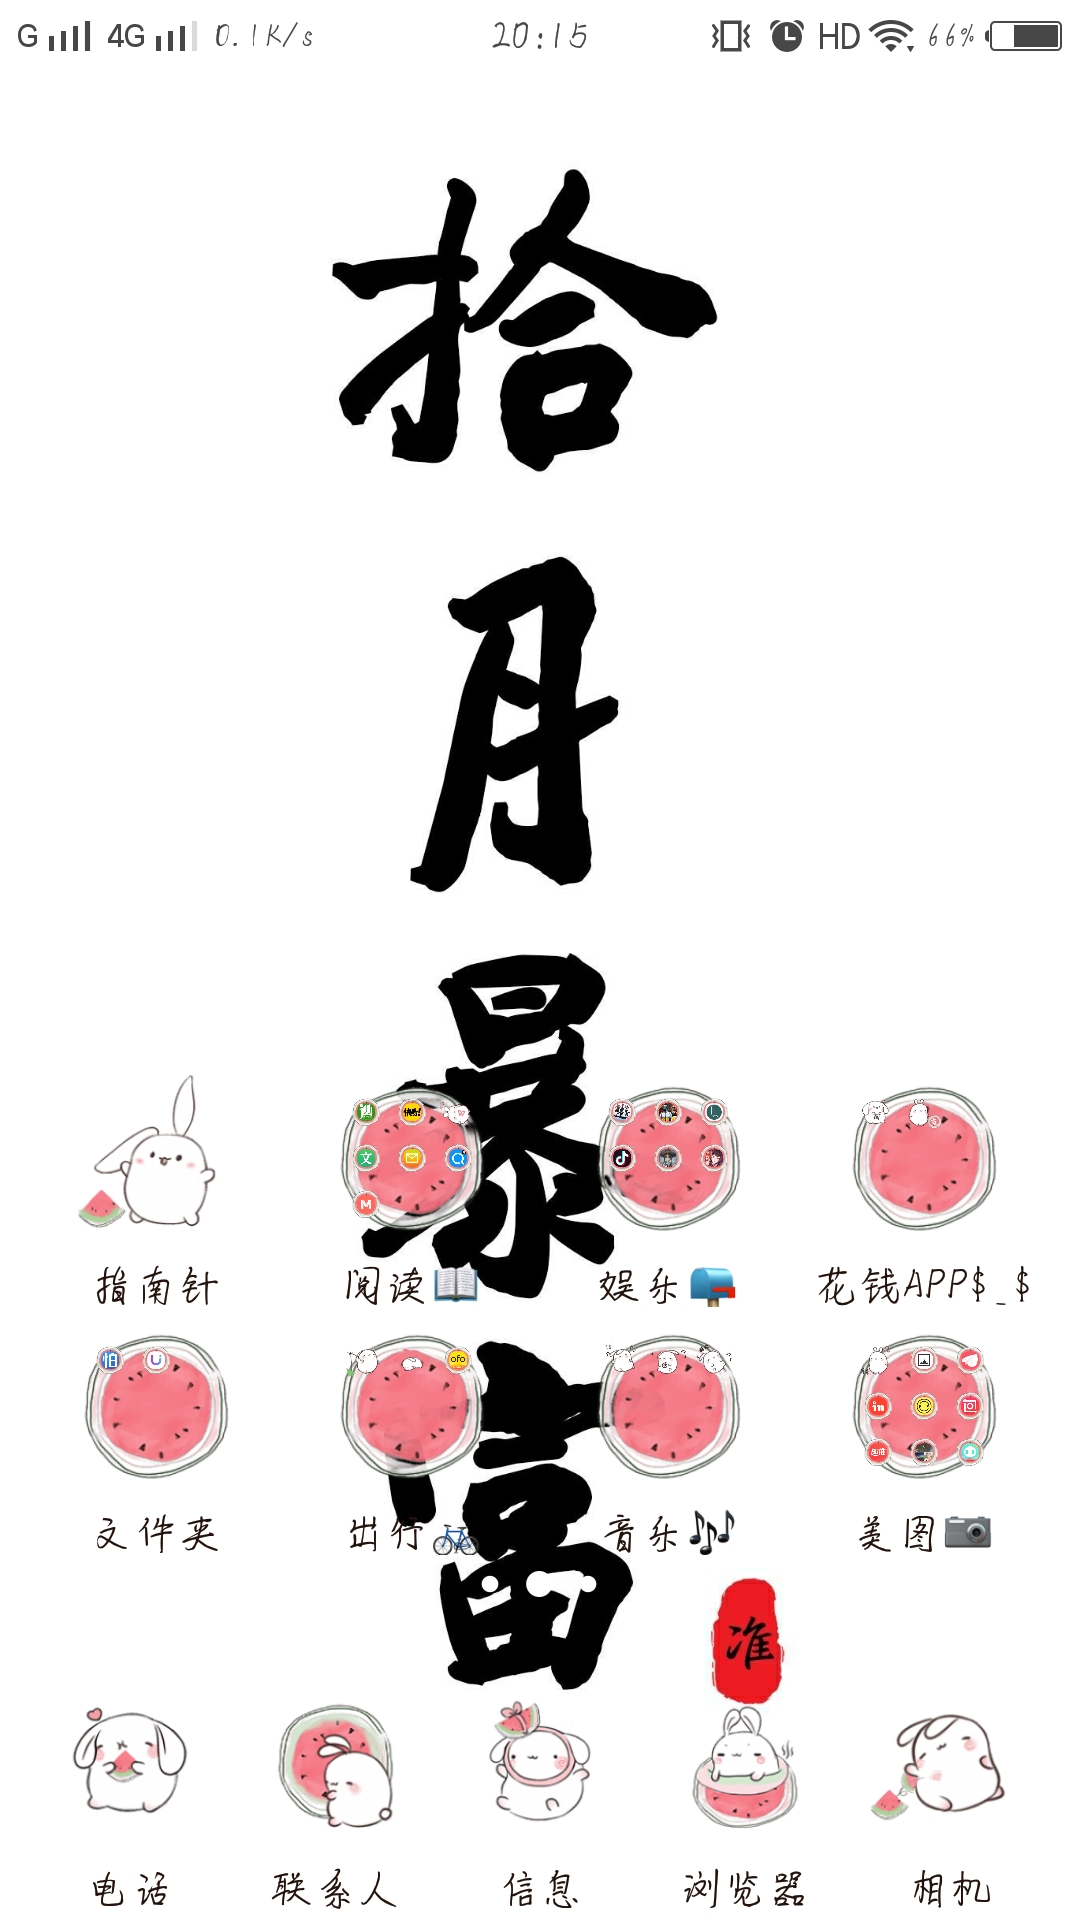 G 4G 0.1K/s 20:15 HD 66%
拾
月
暴
富
准
指南针 阅读📖 娱乐📫 花钱APP$_$
文件夹 出行🚲 音乐🎶 美图📷
电话 联系人 信息 浏览器 相机